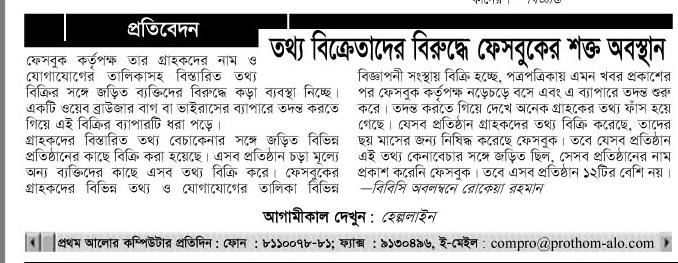 প্রতিবেদন
তথ্য বিক্রেতাদের বিরুদ্ধে ফেসবুকের শক্ত অবস্থান
ফেসবুক কর্তৃপক্ষ তার গ্রাহকদের নাম ও
যোগাযোগের তালিকাসহ বিস্তারিত তথ্য
বিক্রির সঙ্গে জড়িত ব্যক্তিদের বিরুদ্ধে কড়া ব্যবস্থা নিচ্ছে।
একটি ওয়েব ব্রাউজার বাগ বা ভাইরাসের ব্যাপারে তদন্ত করতে
গিয়ে এই বিক্রির ব্যাপারটি ধরা পড়ে।
গ্রাহকদের বিস্তারিত তথ্য বেচাকেনার সঙ্গে জড়িত বিভিন্ন
প্রতিষ্ঠানের কাছে বিক্রি করা হয়েছে। এসব প্রতিষ্ঠান চড়া মূল্যে
অন্য ব্যক্তিদের কাছে এসব তথ্য বিক্রি করে। ফেসবুকের
গ্রাহকদের বিভিন্ন তথ্য ও যোগাযোগের তালিকা বিভিন্ন
বিজ্ঞাপনী সংস্থায় বিক্রি হচ্ছে, পত্রপত্রিকায় এমন খবর প্রকাশের
পর ফেসবুক কর্তৃপক্ষ নড়েচড়ে বসে এবং এ ব্যাপারে তদন্ত শুরু
করে। তদন্ত করতে গিয়ে দেখে অনেক গ্রাহকের তথ্য ফাঁস হয়ে
গেছে। যেসব প্রতিষ্ঠান গ্রাহকদের তথ্য বিক্রি করেছে, তাদের
ছয় মাসের জন্য নিষিদ্ধ করেছে ফেসবুক। তবে যেসব প্রতিষ্ঠান
এই তথ্য কেনাবেচার সঙ্গে জড়িত ছিল, সেসব প্রতিষ্ঠানের নাম
প্রকাশ করেনি ফেসবুক। তবে এসব প্রতিষ্ঠান ১২টির বেশি নয়।
—বিবিসি অবলম্বনে রোকেয়া রহমান
আগামীকাল দেখুন : হেল্পলাইন
প্রথম আলোর কম্পিউটার প্রতিদিন : ফোন : ৮১১০০৭৮-৮১; ফ্যাক্স : ৯১৩০৪৯৬, ই-মেইল : compro@prothom-alo.com